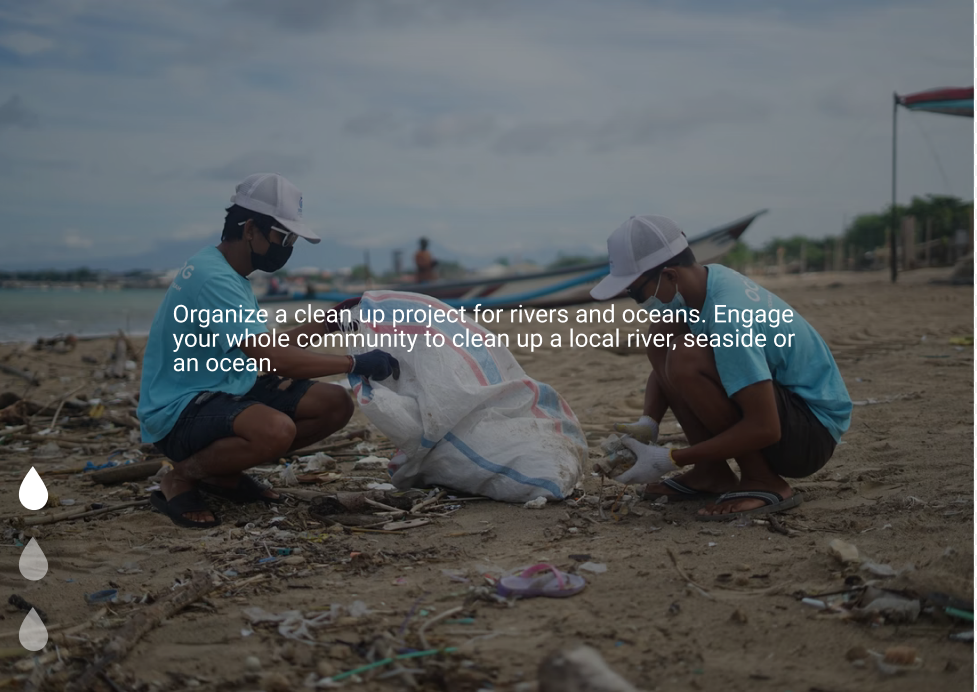 Organize a clean up project for rivers and oceans. Engage
your whole community to clean up a local river, seaside or
an ocean.